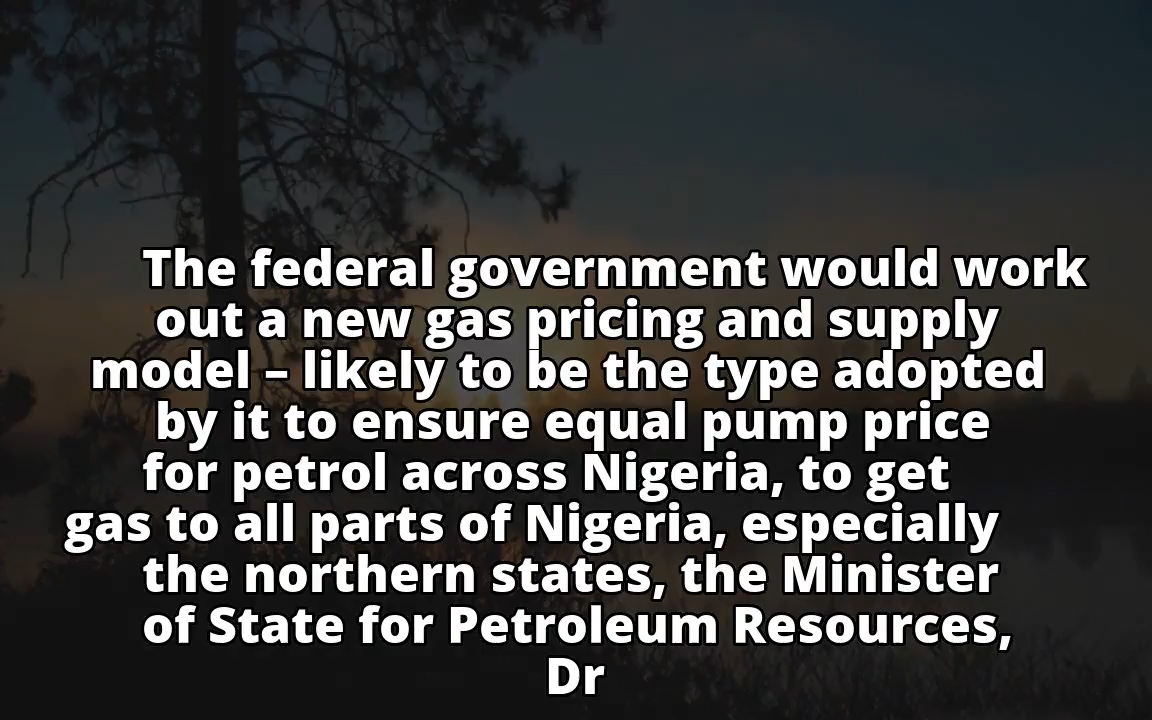 The federal government would work
out a new gas pricing and supply
model – likely to be the type adopted
by it to ensure equal pump price
for petrol across Nigeria, to get
gas to all parts of Nigeria, especially
the northern states, the Minister
of State for Petroleum Resources,
Dr